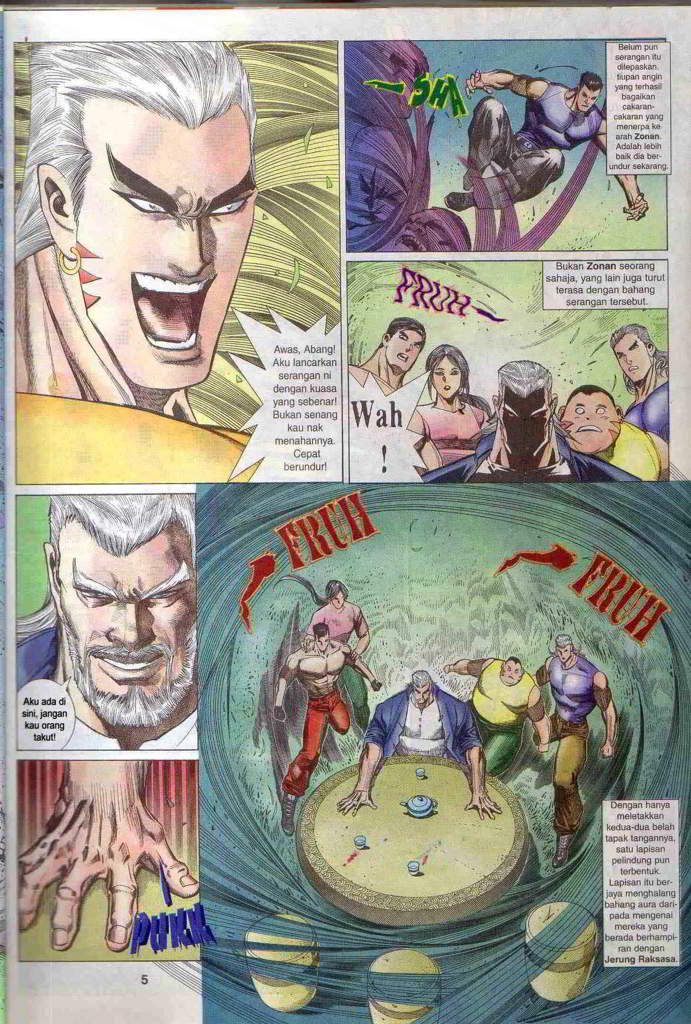 Awas, Abang!
Aku lancarkan
serangan ni
dengan kuasa
yang sebenar!
Bukan senang
kau nak
menahannya.
Cepat
berundur!
SHA
Belum pun
serangan itu
dilepaskan.
tiupan angin
yang terhasil
bagaikan
cakaran-
cakaran yang
menerpa ke
arah Zonan.
Adalah lebih
baik dia ber-
undur sekarang.
FRUH
Bukan Zonan seorang
sahaja, yang lain juga turut
terasa dengan bahang
serangan tersebut.
Wah
!
Aku ada di
sini, jangan
kau orang
takut!
FRUH
FRUH
PUKK
Dengan hanya
meletakkan
kedua-dua belah
tapak tangannya,
satu lapisan
pelindung pun
terbentuk.
Lapisan itu ber-
jaya menghalang
bahang aura dari-
pada mengenai
mereka yang
berada berhampi-
ran dengan
Jerung Raksasa.
5